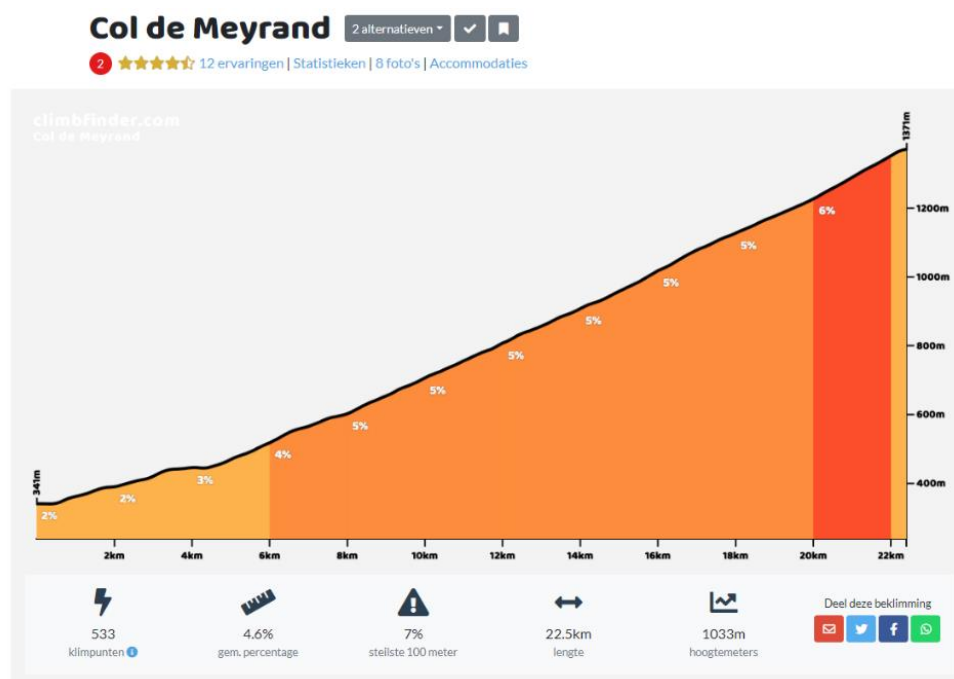 Col de Meyrand
2 alternatieven
2 12 ervaringen | Statistieken | 8 foto's | Accommodaties
climbfinder.com
Col de Meyrand
1371m
1200m
1000m
800m
600m
400m
341m
2%
2%
3%
4%
5%
5%
5%
5%
5%
5%
6%
2km 4km 6km 8km 10km 12km 14km 16km 18km 20km 22km
533
klimpunten
4.6%
gem. percentage
7%
steilste 100 meter
22.5km
lengte
1033m
hoogtemeters
Deel deze beklimming